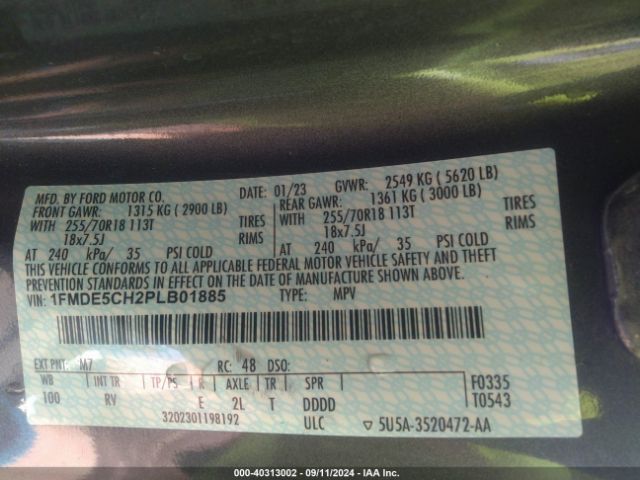 MFD. BY FORD MOTOR CO.
DATE: 01/23 GVWR: 2549 KG ( 5620 LB)
FRONT GAWR: 1315 KG ( 2900 LB)
REAR GAWR: 1361 KG ( 3000 LB)
WITH 255/70R18 113T TIRES
WITH 255/70R18 113T TIRES
18x7.5J RIMS
18x7.5J RIMS
AT 240 kPa/ 35 PSI COLD
AT 240 kPa/ 35 PSI COLD
THIS VEHICLE CONFORMS TO ALL APPLICABLE FEDERAL MOTOR VEHICLE SAFETY AND THEFT
PREVENTION STANDARDS IN EFFECT ON THE DATE OF MANUFACTURE SHOWN ABOVE.
VIN: 1FMDE5CH2PLB01885 TYPE: MPV
EXT PNT: M7 RC: 48 DSO:
WB INT TR TP/PS R AXLE TR SPR
100 RV E 2L T DDDD
F0335
T0543
3202301198192 ULC 5U5A-3520472-AA
000-40313002 - 09/11/2024 - IAA Inc.